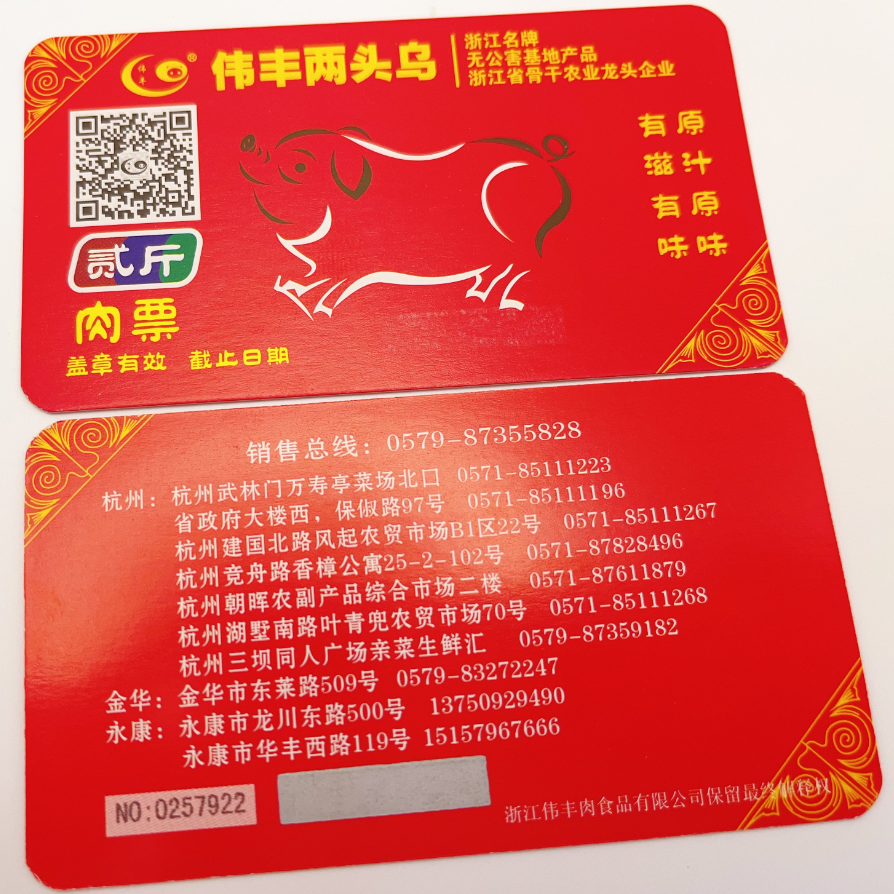 伟丰
®
伟丰两头乌
浙江名牌
无公害基地产品
浙江省骨干农业龙头企业
有原
滋汁
有原
味味
贰斤
肉票
盖章有效 截止日期
销售总线：0579-87355828
杭州：杭州武林门万寿亭菜场北口 0571-85111223
省政府大楼西，保俶路97号 0571-85111196
杭州建国北路风起农贸市场B1区22号 0571-85111267
杭州竞舟路香樟公寓25-2-102号 0571-87828496
杭州朝晖农副产品综合市场二楼 0571-87611879
杭州湖墅南路叶青兜农贸市场70号 0571-85111268
杭州三坝同人广场亲菜生鲜汇 0579-87359182
金华：金华市东莱路509号 0579-83272247
永康：永康市龙川东路500号 13750929490
永康市华丰西路119号 15157967666
NO:0257922
浙江伟丰肉食品有限公司保留最终解释权